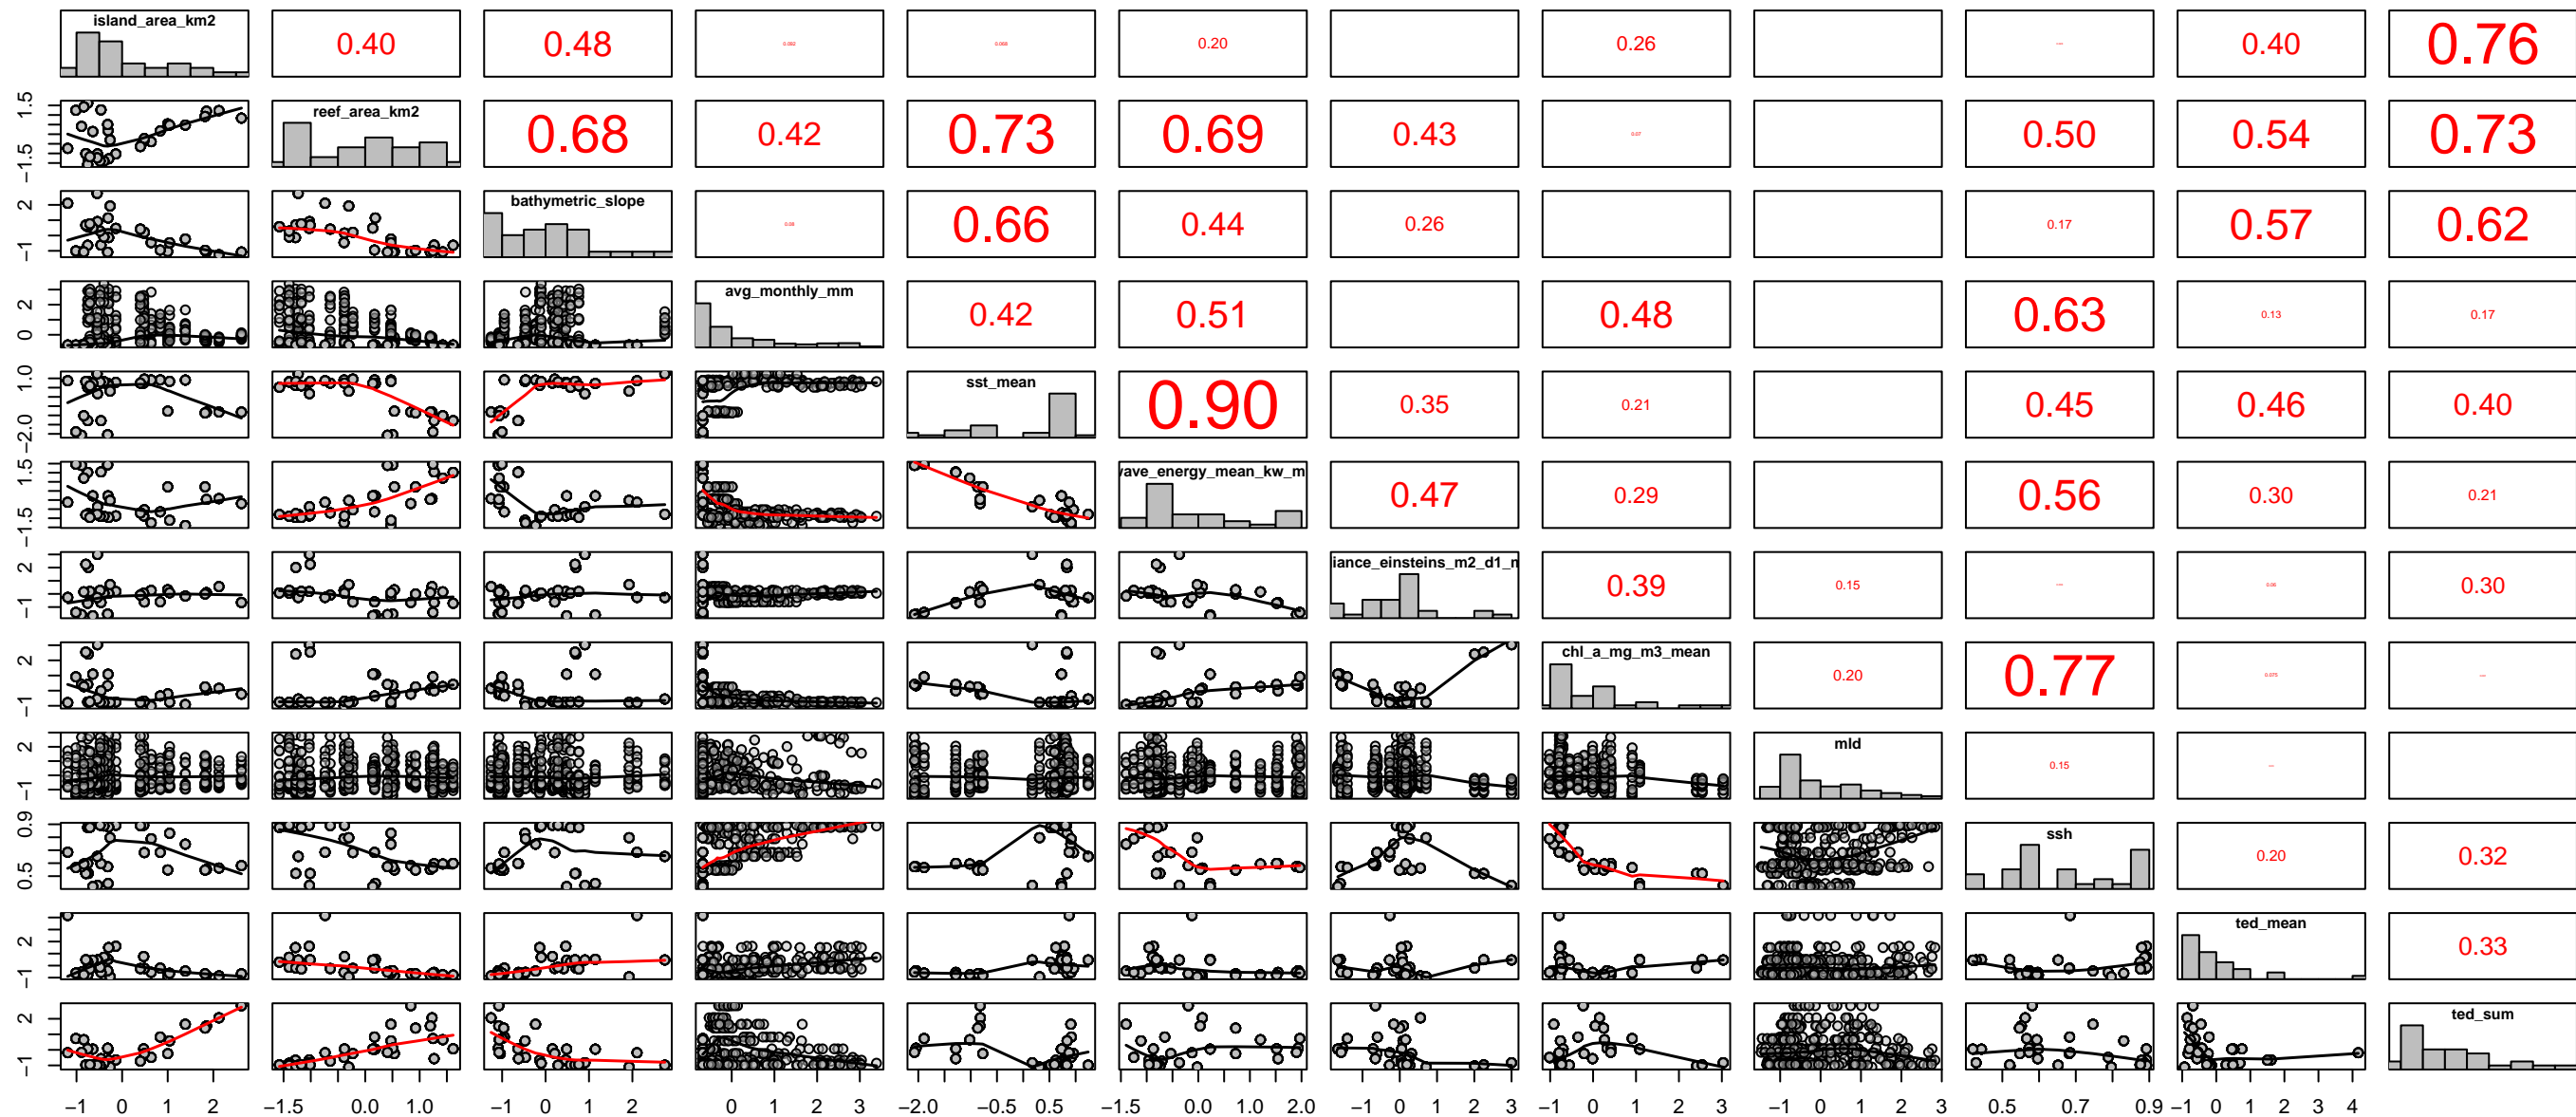 island_area_km2 0.40 0.48 0.20 0.26 0.40 0.76
1.5 -1.5 reef_area_km2 0.68 0.42 0.73 0.69 0.43 0.07 0.50 0.54 0.73
2 -1 bathymetric_slope 0.66 0.44 0.26 0.17 0.57 0.62
2 0 avg_monthly_mm 0.42 0.51 0.48 0.63 0.13 0.17
1.0 -2.0 sst_mean 0.90 0.35 0.21 0.45 0.46 0.40
1.5 -1.5 wave_energy_mean_kw_m 0.47 0.29 0.56 0.30 0.21
2 -1 iance_einsteins_m2_d1_m 0.39 0.15 0.30
2 -1 chl_a_mg_m3_mean 0.20 0.77 0.075
2 -1 mld 0.15
0.9 0.5 ssh 0.20 0.32
2 -1 ted_mean 0.33
2 -1 ted_sum
-1 0 1 2 -1.5 0.0 1.0 -1 0 1 2 0 1 2 3 -2.0 -0.5 0.5 -1.5 0.0 1.0 2.0 -1 0 1 2 3 -1 0 1 2 3 -1 0 1 2 3 0.5 0.7 0.9 -1 0 1 2 3 4